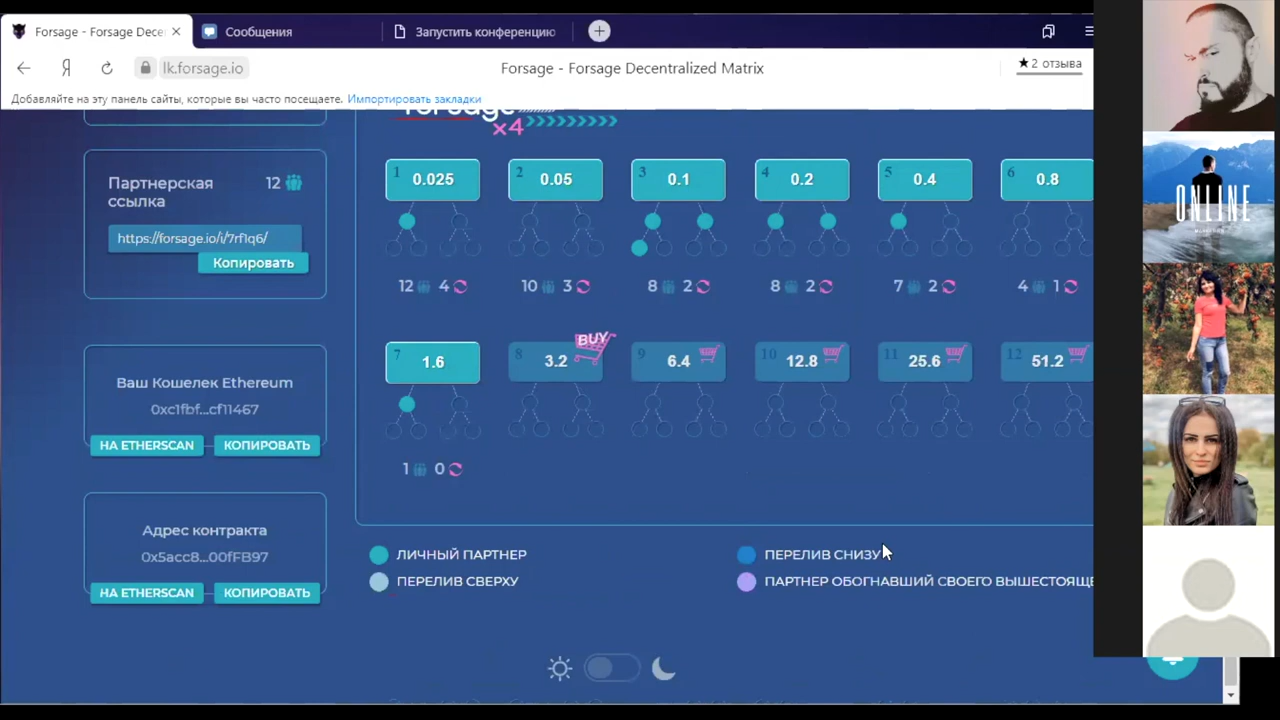 Forsage - Forsage Dece
Сообщения
Запустить конференцию
lk.forsage.io
Forsage - Forsage Decentralized Matrix
★2 отзыва
Добавляйте на эту панель сайты, которые вы часто посещаете. Импортировать закладки
forsage
x4
Партнерская
ссылка
12
https://forsage.io/i/7rf1q6/
Копировать
Ваш Кошелек Ethereum
0xc1fbf...cf11467
НА ETHERSCAN
КОПИРОВАТЬ
Адрес контракта
0x5acc8...00fFB97
НА ETHERSCAN
КОПИРОВАТЬ
1 0.025 2 0.05 3 0.1 4 0.2 5 0.4 6 0.8
12 4 10 3 8 2 8 2 7 2 4 1
BUY
7 1.6 8 3.2 9 6.4 10 12.8 11 25.6 12 51.2
1 0
ЛИЧНЫЙ ПАРТНЕР
ПЕРЕЛИВ СНИЗУ
ПЕРЕЛИВ СВЕРХУ
ПАРТНЕР ОБОГНАВШИЙ СВОЕГО ВЫШЕСТОЯЩЕ
ONLINE